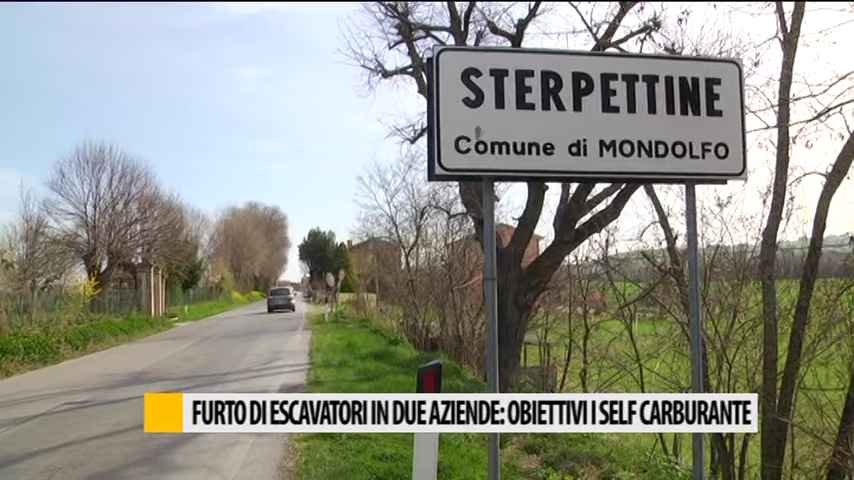 STERPETTINE
Comune di MONDOLFO
FURTO DI ESCAVATORI IN DUE AZIENDE: OBIETTIVI I SELF CARBURANTE